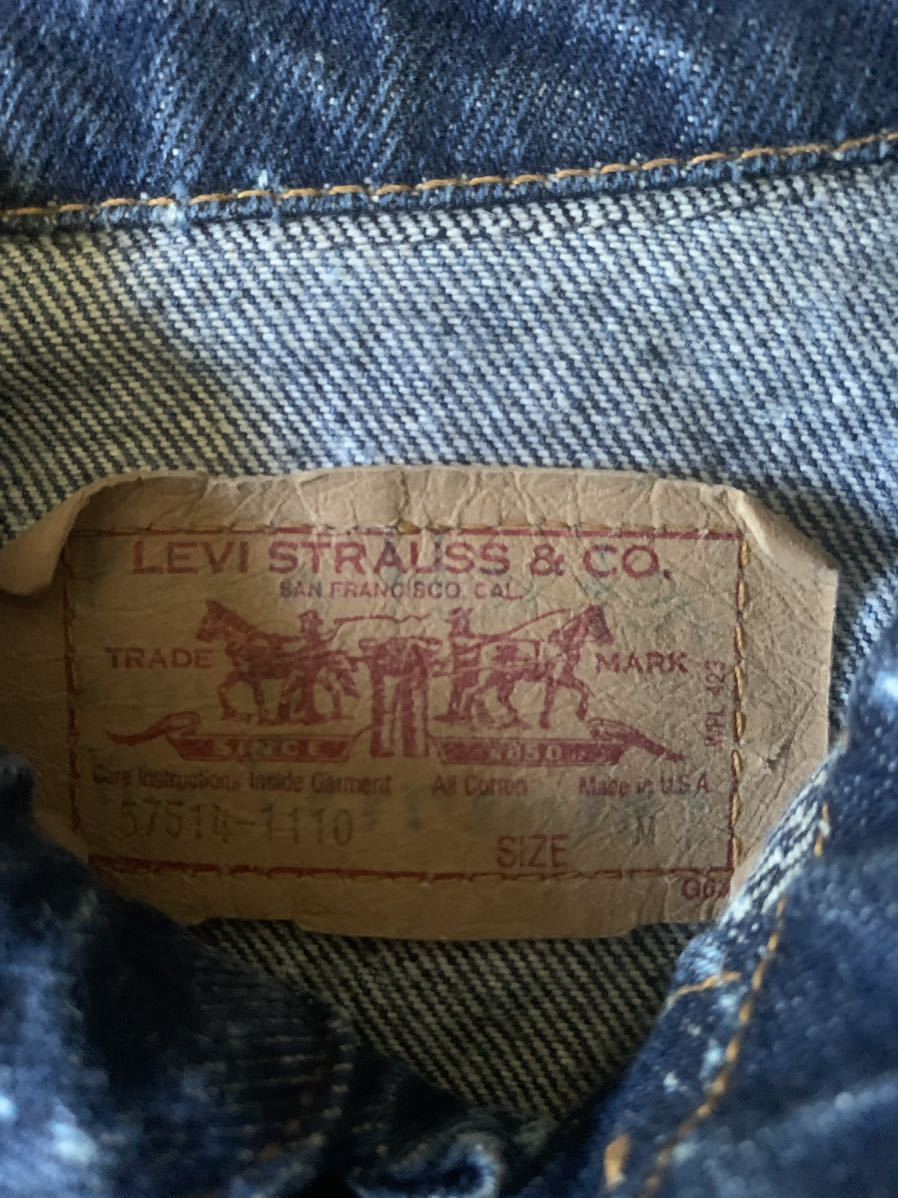 LEVI STRAUSS & CO.
SAN FRANCISCO, CAL.
TRADE MARK
SINCE 1850
WPL 423
Care Instructions Inside Garment All Cotton Made in U.S.A.
57514-1110
SIZE M